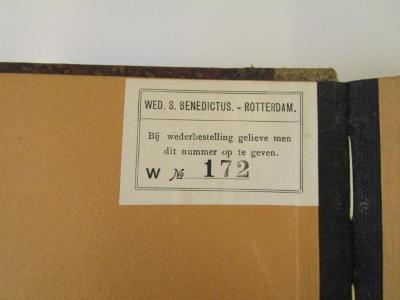 WED. S. BENEDICTUS. - ROTTERDAM.
Bij wederbestelling gelieve men
dit nummer op te geven.
W № 172